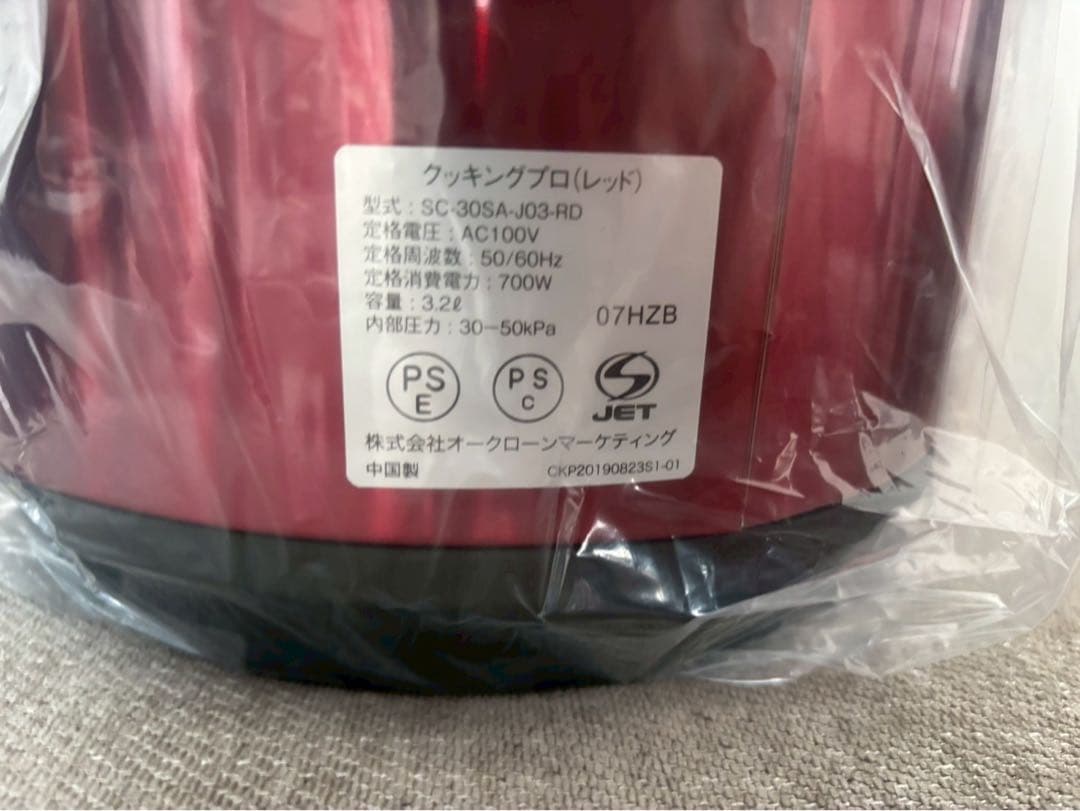 クッキングプロ(レッド)
型式 : SC-30SA-J03-RD
定格電圧 : AC100V
定格周波数 : 50/60Hz
定格消費電力 : 700W
容量 : 3.2ℓ
内部圧力 : 30-50kPa
07HZB
PS
E
PS
C
JET
株式会社オークローンマーケティング
中国製
CKP20190823S1-01